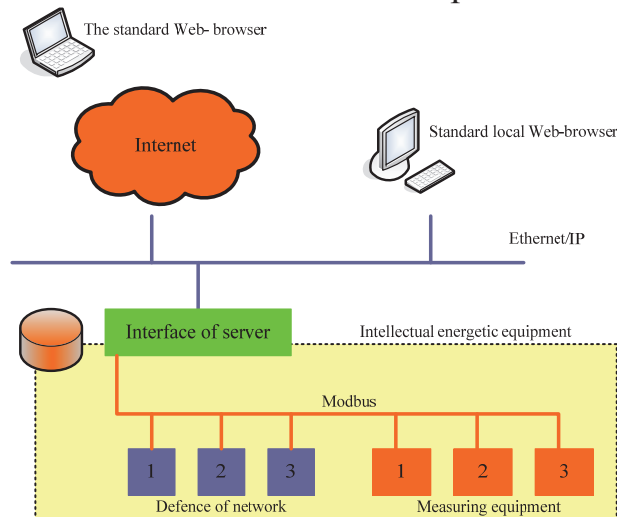 The standard Web- browser
Internet
Standard local Web-browser
Ethernet/IP
Interface of server
Intellectual energetic equipment
Modbus
1 2 3 1 2 3
Defence of network Measuring equipment